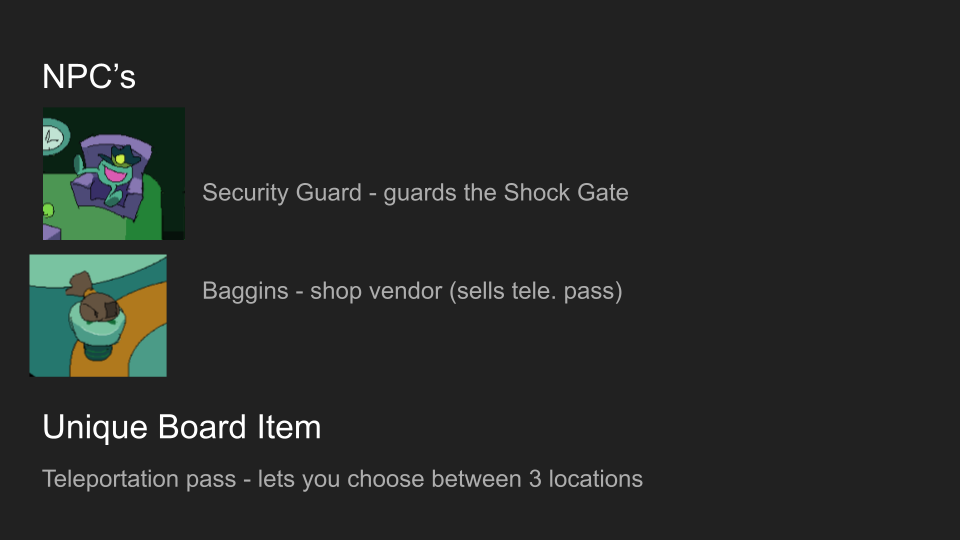 NPC’s
Security Guard - guards the Shock Gate
Baggins - shop vendor (sells tele. pass)
Unique Board Item
Teleportation pass - lets you choose between 3 locations